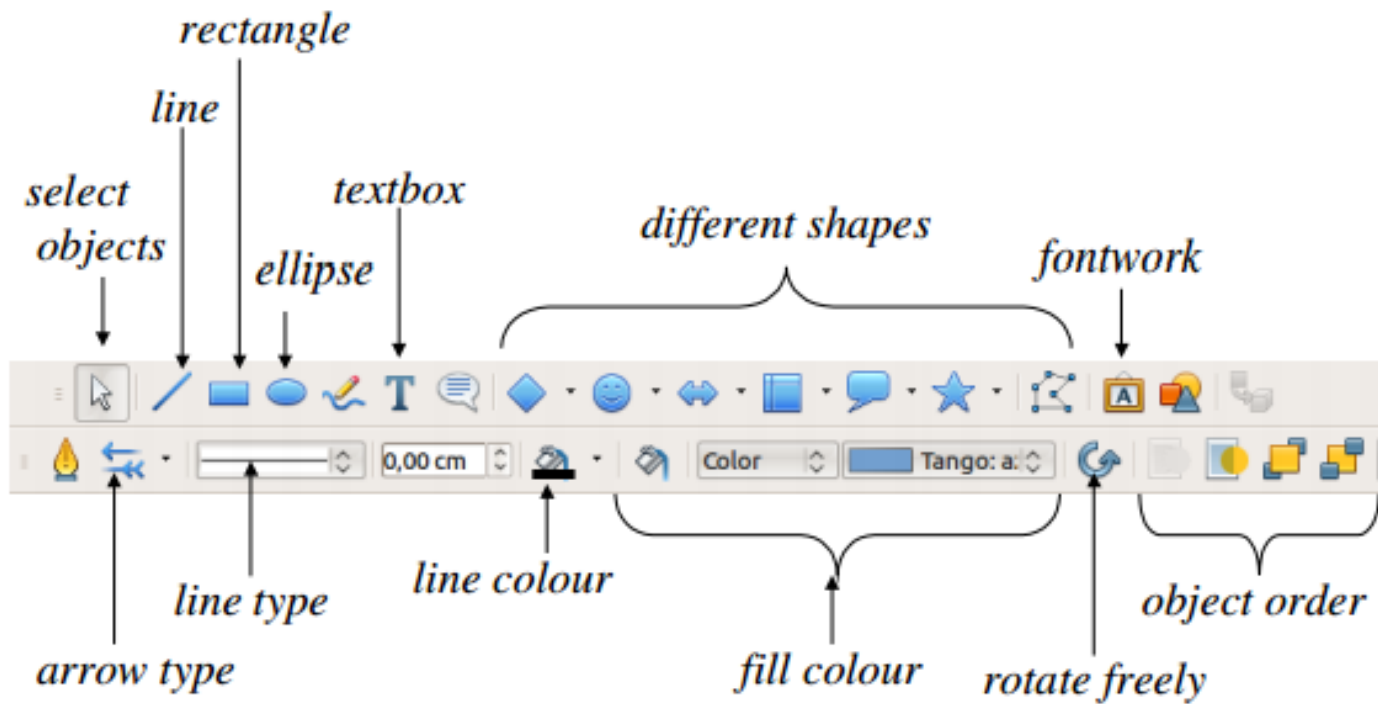 rectangle
line
select
objects
textbox
ellipse
different shapes
fontwork
T
A
0,00 cm
Color
Tango: a:
line type
line colour
object order
arrow type
fill colour
rotate freely